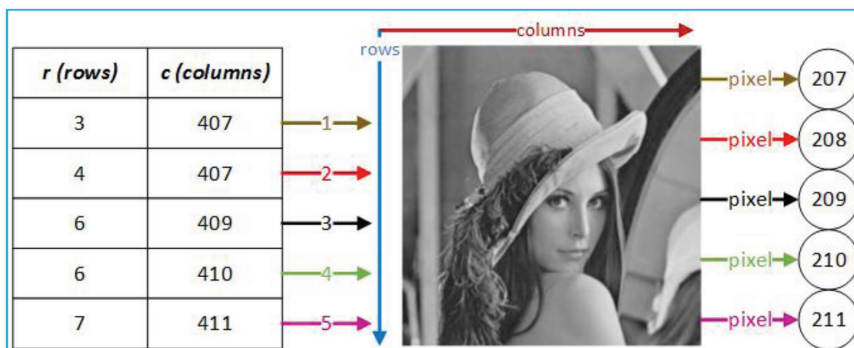 columns
rows
r (rows) c (columns)
3 407 1 pixel 207
4 407 2 pixel 208
6 409 3 pixel 209
6 410 4 pixel 210
7 411 5 pixel 211